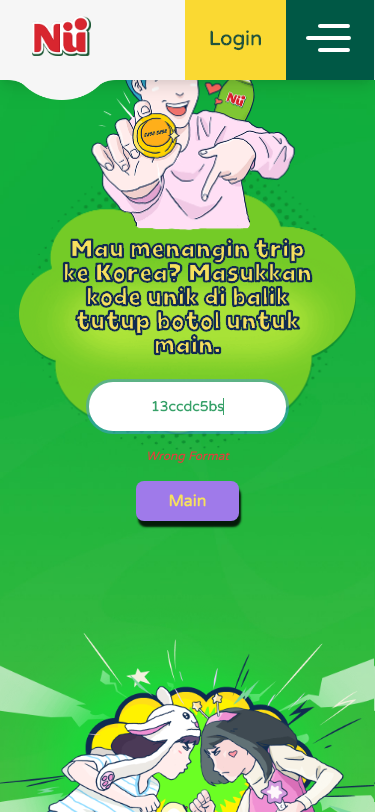 Nü
Login
Nü
Mau menangin trip
ke Korea? Masukkan
kode unik di balik
tutup botol untuk
main.
13ccdc5bs
Wrong Format
Main